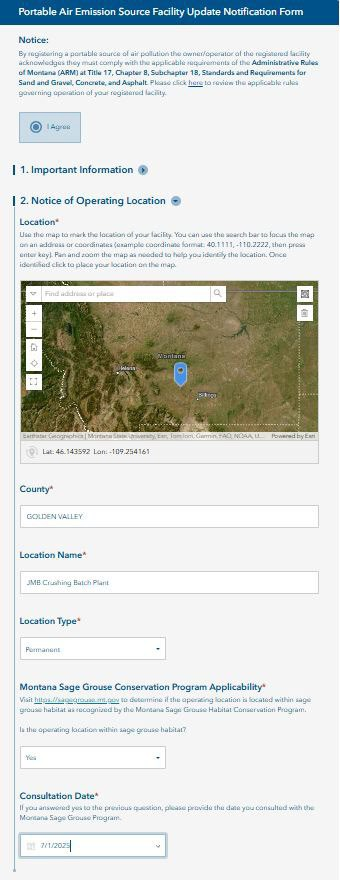 Portable Air Emission Source Facility Update Notification Form
Notice:
By registering a portable source of air pollution the owner/operator of the registered facility
acknowledges they must comply with the applicable requirements of the Administrative Rules
of Montana (ARM) at Title 17, Chapter 8, Subchapter 18, Standards and Requirements for
Sand and Gravel, Concrete, and Asphalt. Please click here to review the applicable rules
governing operation of your registered facility.
I Agree
1. Important Information
2. Notice of Operating Location
Location*
Use the map to mark the location of your facility. You can use the search bar to focus the map
on an address or coordinates (example coordinate format: 40.1111, -110.2222, then press
enter key). Pan and zoom the map as needed to help you identify the location. Once
identified click to place your location on the map.
Find address or place
+
−
Montana
Helena
Billings
Earthstar Geographics | Montana State University, Esri, TomTom, Garmin, FAO, NOAA, U...
Powered by Esri
Lat: 46.143592 Lon: -109.254161
County*
GOLDEN VALLEY
Location Name*
JMB Crushing Batch Plant
Location Type*
Permanent
Montana Sage Grouse Conservation Program Applicability*
Visit https://sagegrouse.mt.gov to determine if the operating location is located within sage
grouse habitat as recognized by the Montana Sage Grouse Habitat Conservation Program.
Is the operating location within sage grouse habitat?
Yes
Consultation Date*
If you answered yes to the previous question, please provide the date you consulted with the
Montana Sage Grouse Program.
7/1/2025